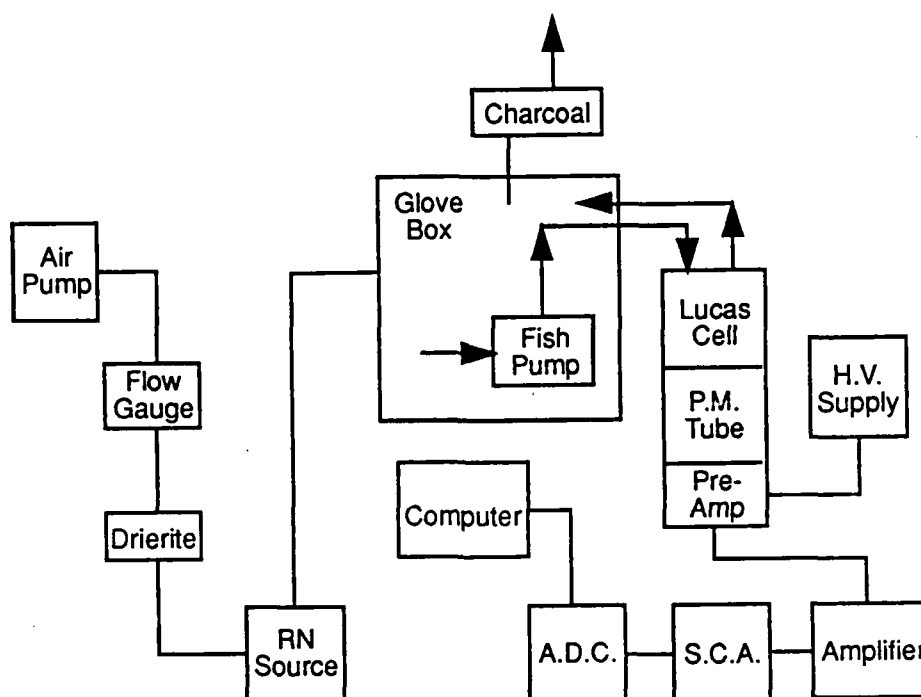 Charcoal
Glove
Box
Air
Pump
Fish
Pump
Lucas
Cell
H.V.
Supply
Flow
Gauge
P.M.
Tube
Pre-
Amp
Computer
Drierite
RN
Source
A.D.C.
S.C.A.
Amplifier